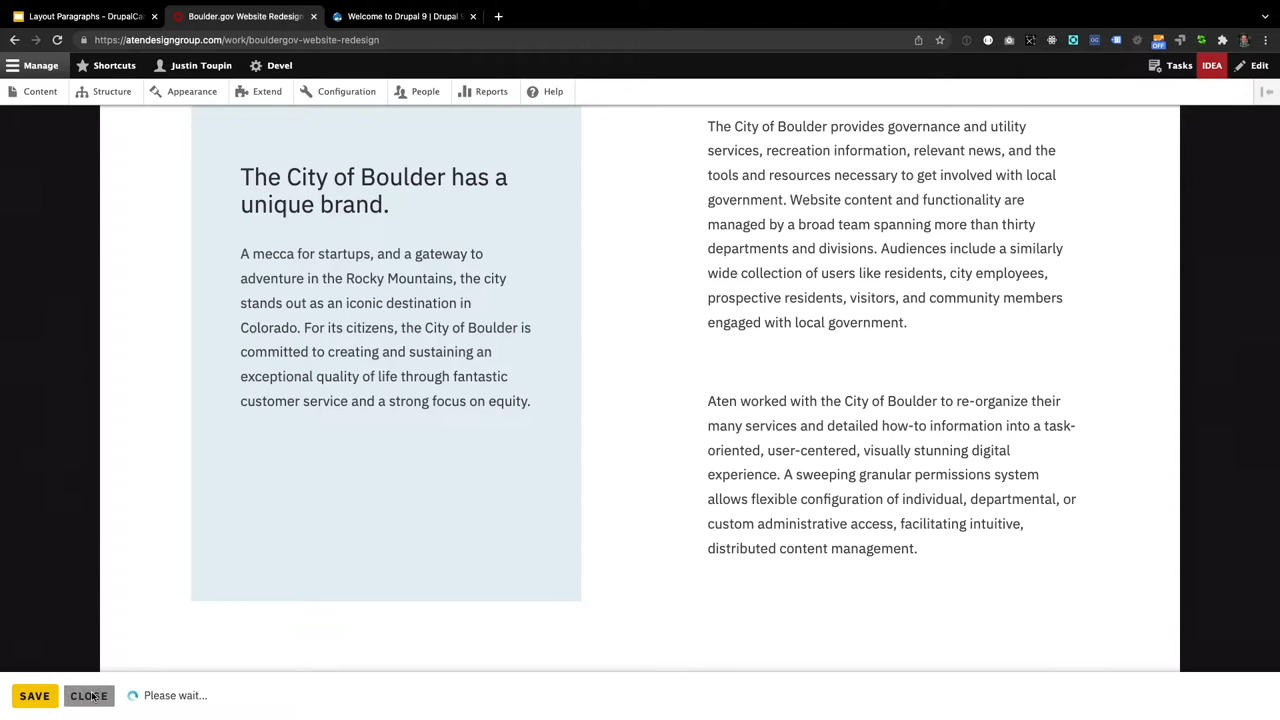 Layout Paragraphs - DrupalCa
Boulder.gov Website Redesign
Welcome to Drupal 9 | Drupal
https://atendesigngroup.com/work/bouldergov-website-redesign
OFF
Manage
Shortcuts
Justin Toupin
Devel
Tasks
IDEA
Edit
Content
Structure
Appearance
Extend
Configuration
People
Reports
Help
The City of Boulder has a
unique brand.
A mecca for startups, and a gateway to
adventure in the Rocky Mountains, the city
stands out as an iconic destination in
Colorado. For its citizens, the City of Boulder is
committed to creating and sustaining an
exceptional quality of life through fantastic
customer service and a strong focus on equity.
The City of Boulder provides governance and utility
services, recreation information, relevant news, and the
tools and resources necessary to get involved with local
government. Website content and functionality are
managed by a broad team spanning more than thirty
departments and divisions. Audiences include a similarly
wide collection of users like residents, city employees,
prospective residents, visitors, and community members
engaged with local government.
Aten worked with the City of Boulder to re-organize their
many services and detailed how-to information into a task-
oriented, user-centered, visually stunning digital
experience. A sweeping granular permissions system
allows flexible configuration of individual, departmental, or
custom administrative access, facilitating intuitive,
distributed content management.
SAVE
CLOSE
Please wait...